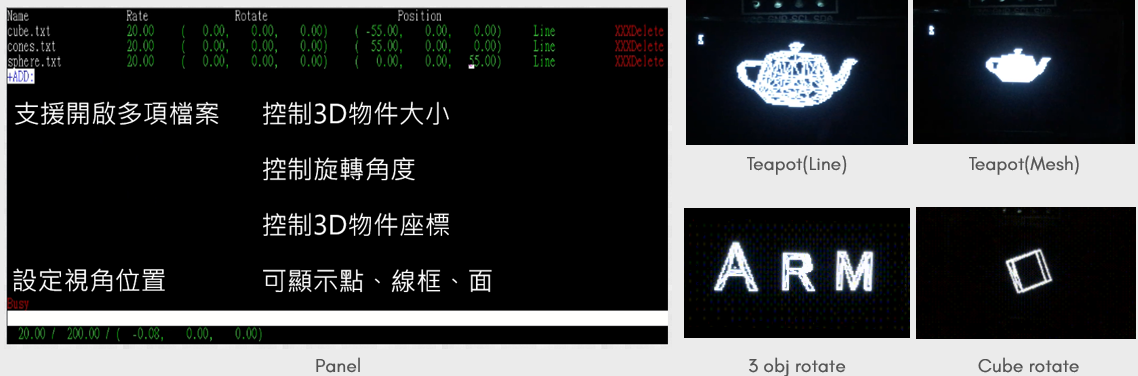 Name Rate Rotate Position
cube.txt 20.00 ( 0.00, 0.00, 0.00) ( -55.00, 0.00, 0.00) Line XXXDelete
cones.txt 20.00 ( 0.00, 0.00, 0.00) ( 55.00, 0.00, 0.00) Line XXXDelete
sphere.txt 20.00 ( 0.00, 0.00, 0.00) ( 0.00, 0.00, 55.00) Line XXXDelete
+ADD:
支援開啟多項檔案 控制3D物件大小
控制旋轉角度
控制3D物件座標
設定視角位置 可顯示點、線框、面
Busy
20.00 / 200.00 / ( -0.08, 0.00, 0.00)
Panel
Teapot(Line)
Teapot(Mesh)
ARM
3 obj rotate
Cube rotate